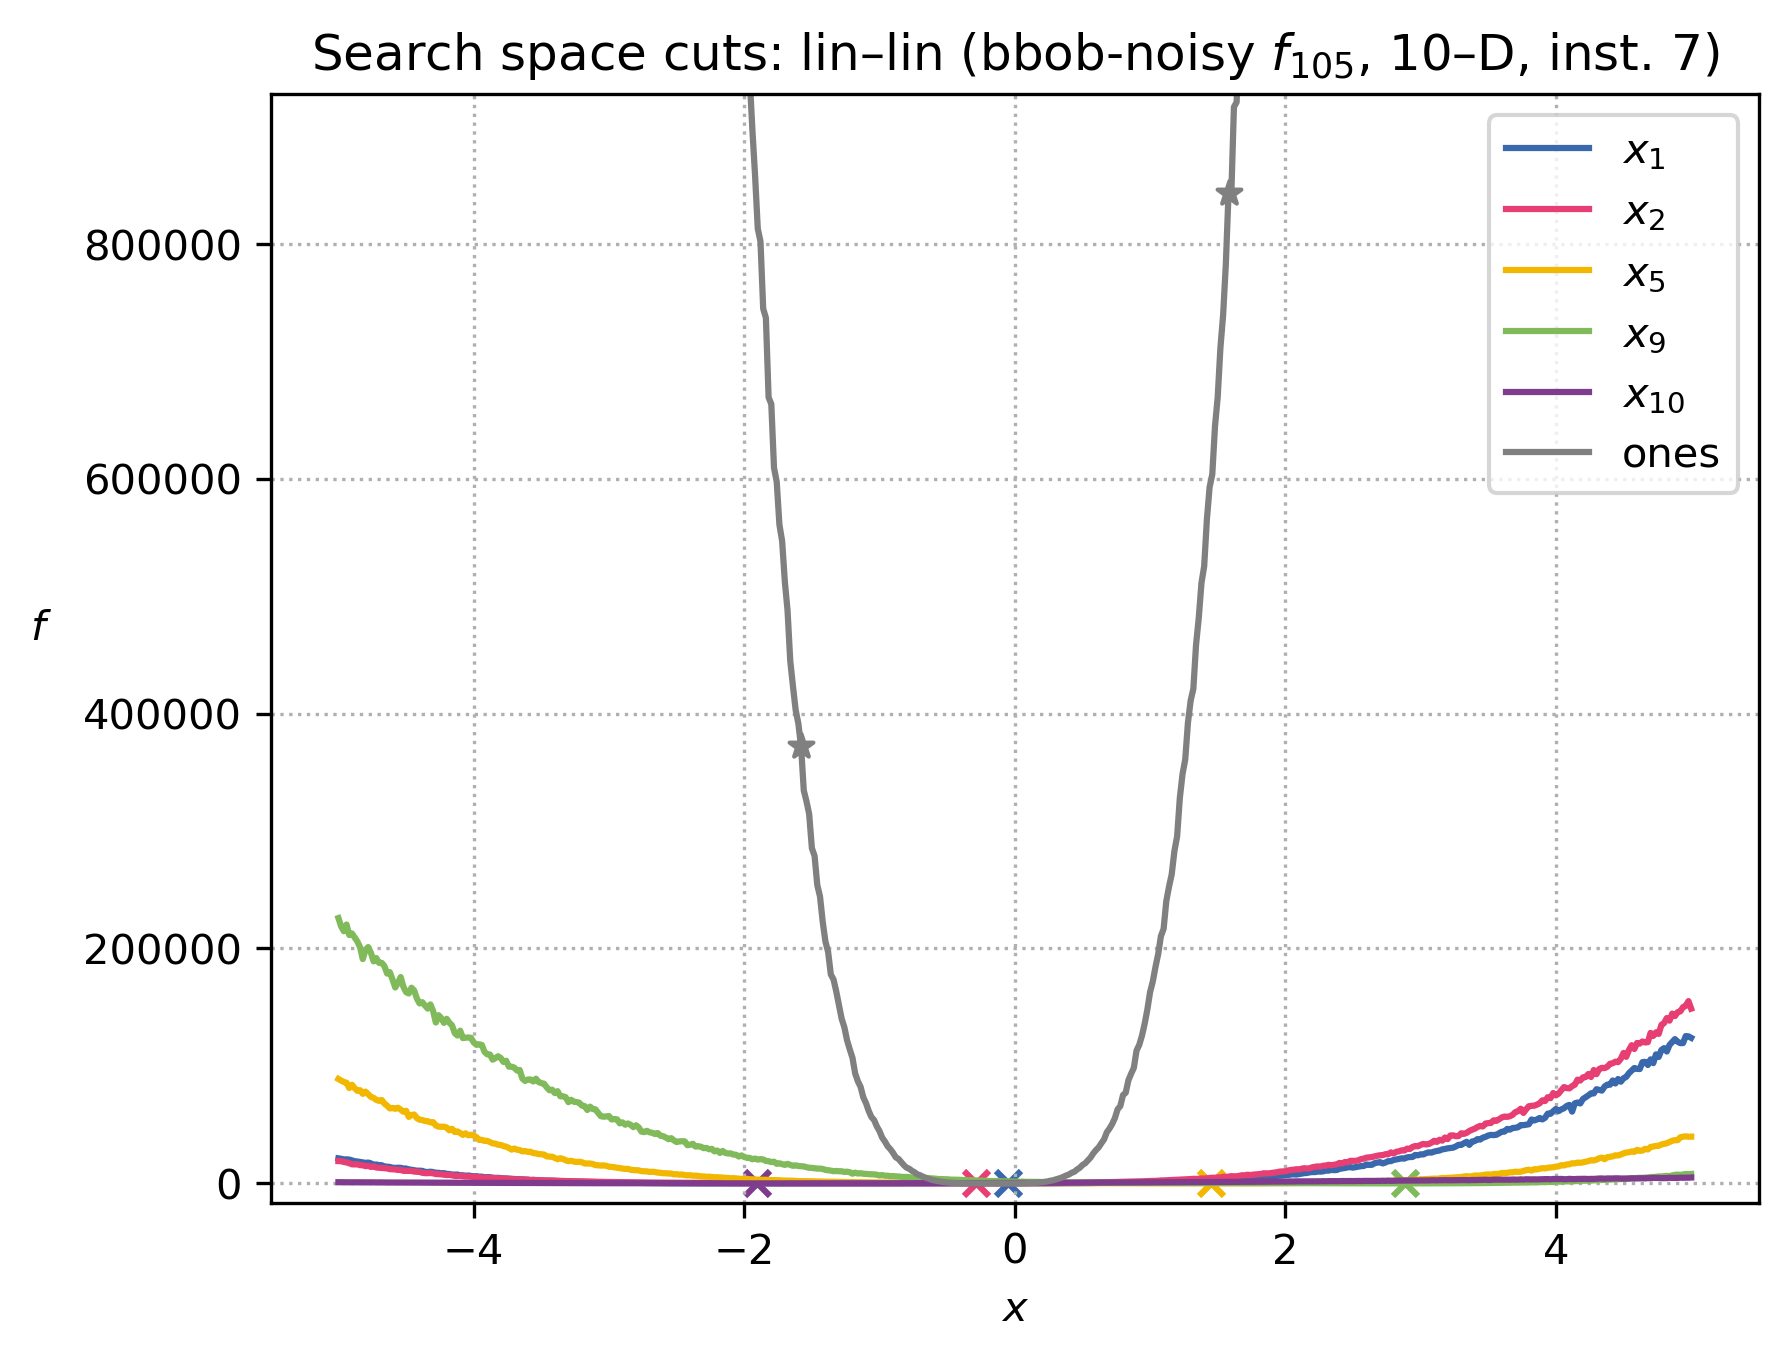 Search space cuts: lin–lin (bbob-noisy f₁₀₅, 10–D, inst. 7)
x₁
x₂
x₅
x₉
x₁₀
ones
800000
600000
400000
200000
0
f
−4
−2
0
2
4
x